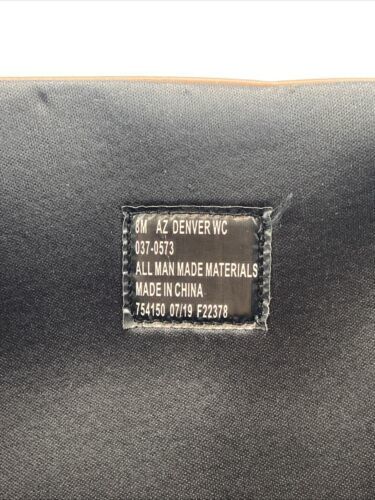 8M AZ DENVER WC
037-0573
ALL MAN MADE MATERIALS
MADE IN CHINA
754150 07/19 F22378